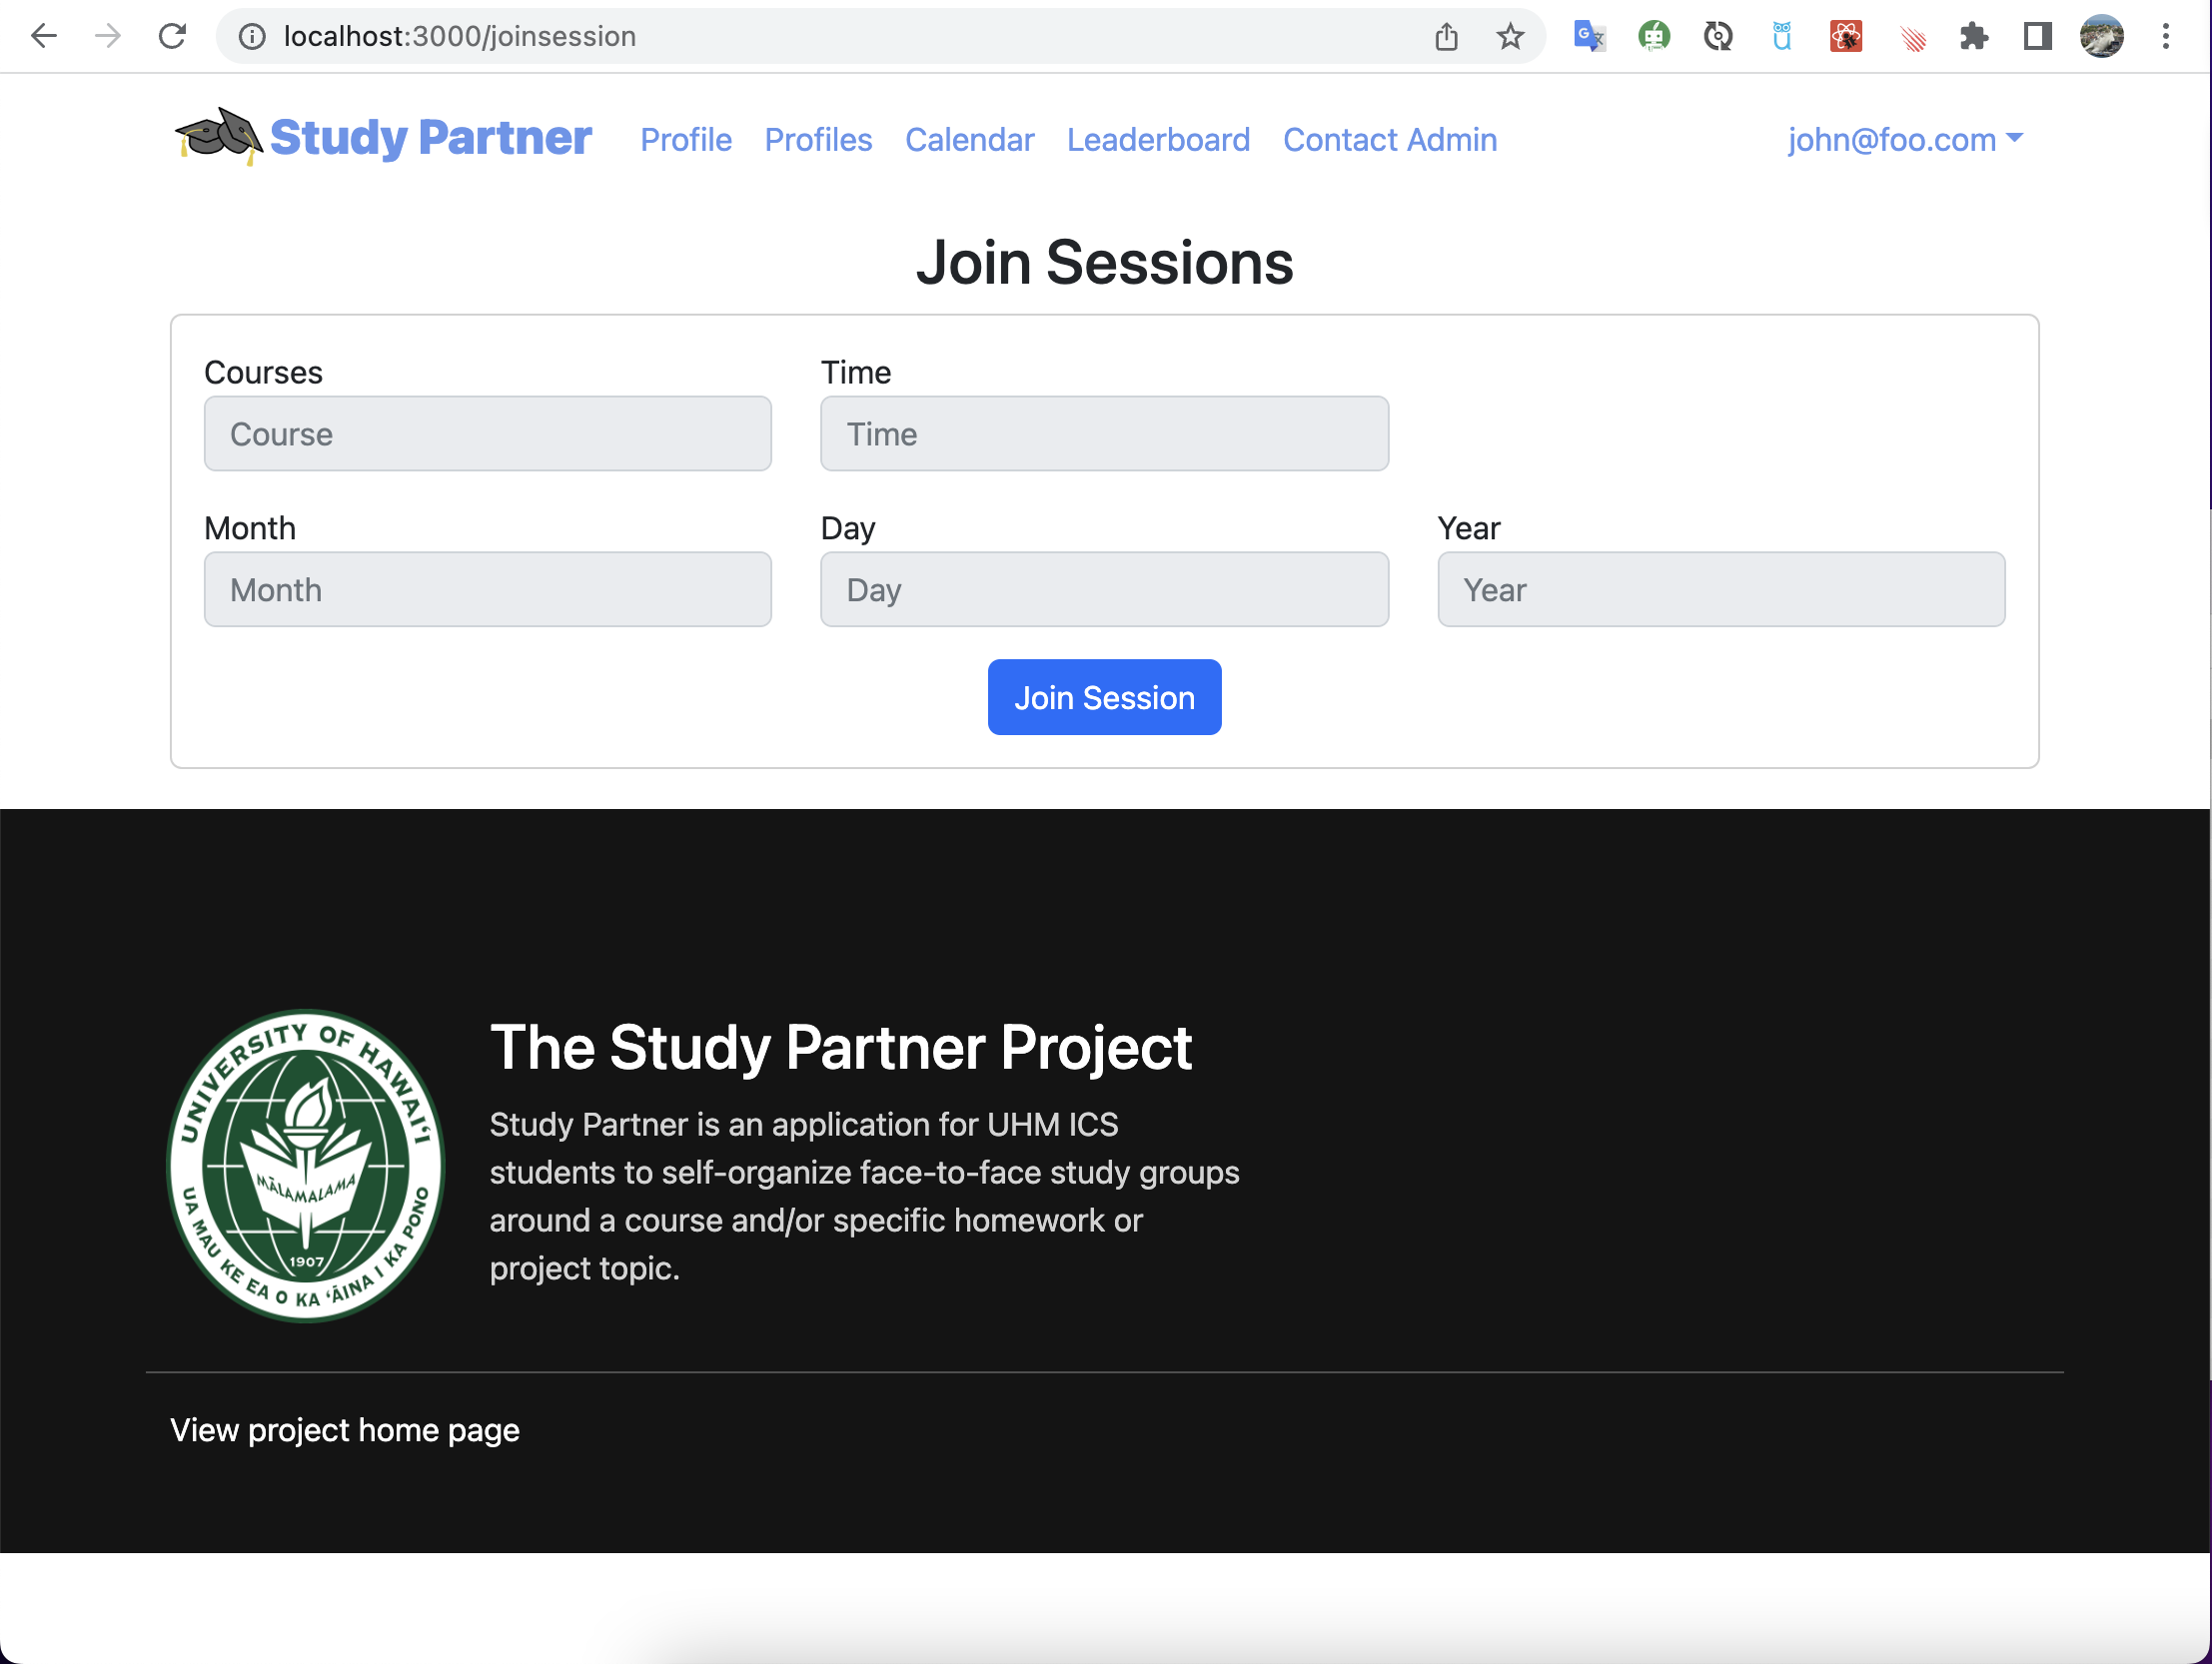 localhost:3000/joinsession
Study Partner Profile Profiles Calendar Leaderboard Contact Admin john@foo.com
Join Sessions
Courses Time
Course Time
Month Day Year
Month Day Year
Join Session
UNIVERSITY OF HAWAIʻI
MĀLAMALAMA
1907
UA MAU KE EA O KA ʻĀINA I KA PONO
The Study Partner Project
Study Partner is an application for UHM ICS
students to self-organize face-to-face study groups
around a course and/or specific homework or
project topic.
View project home page